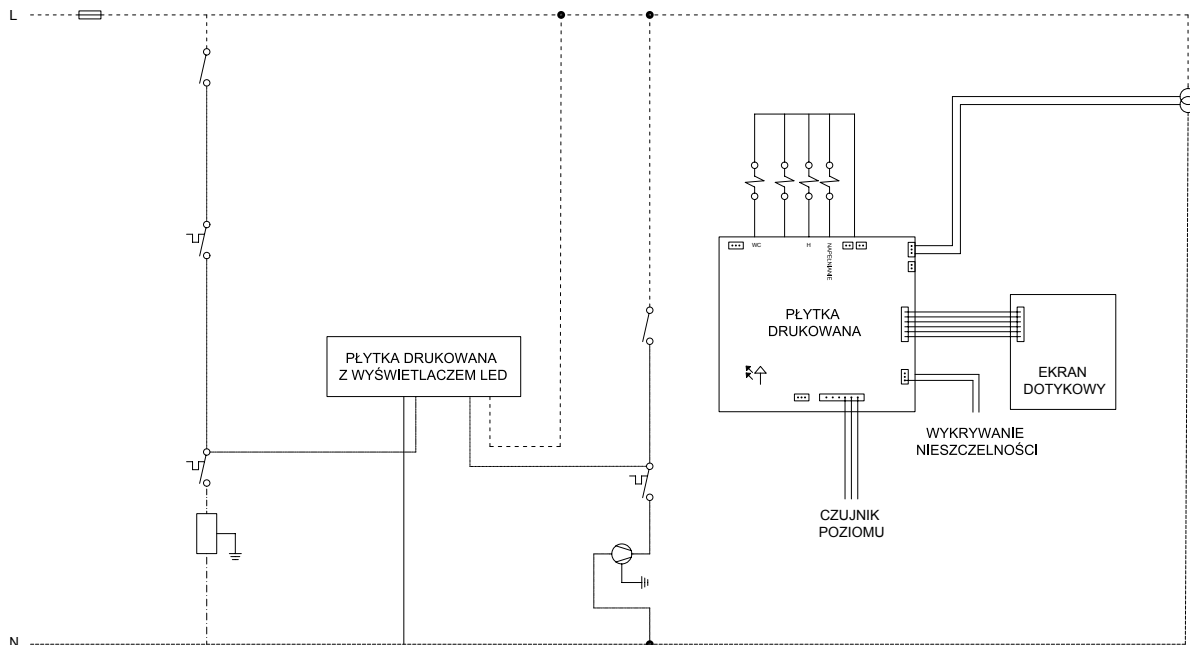 L
WC
H
NAPEŁNIANIE
PŁYTKA
DRUKOWANA
PŁYTKA DRUKOWANA
Z WYŚWIETLACZEM LED
EKRAN
DOTYKOWY
WYKRYWANIE
NIESZCZELNOŚCI
CZUJNIK
POZIOMU
N